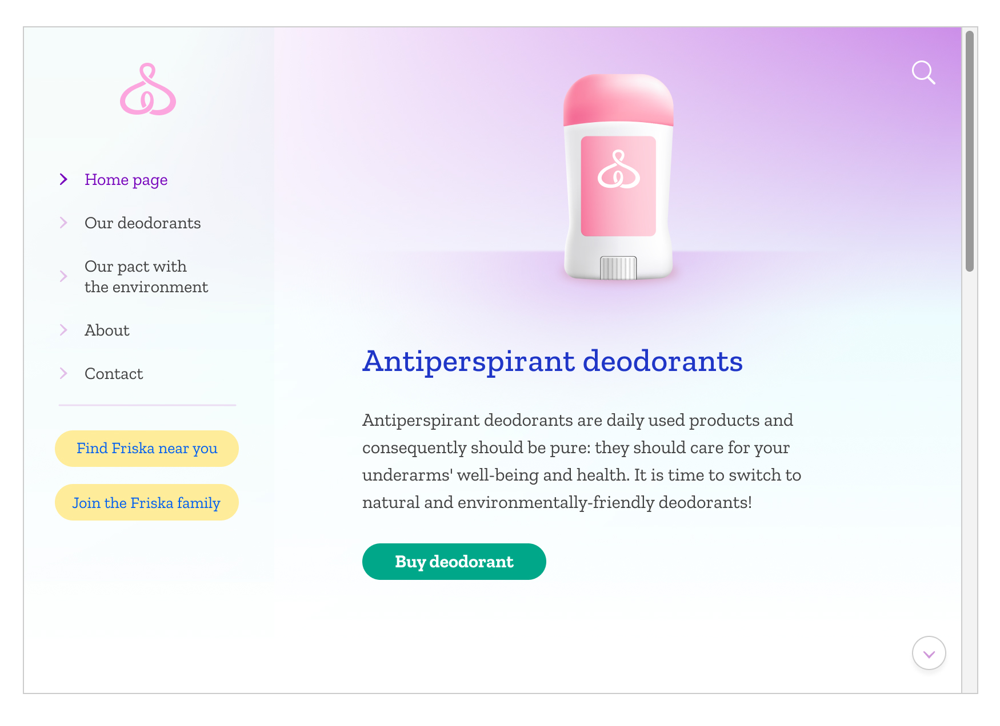 Home page
Our deodorants
Our pact with
the environment
About
Contact
Find Friska near you
Join the Friska family
Antiperspirant deodorants
Antiperspirant deodorants are daily used products and
consequently should be pure: they should care for your
underarms' well-being and health. It is time to switch to
natural and environmentally-friendly deodorants!
Buy deodorant